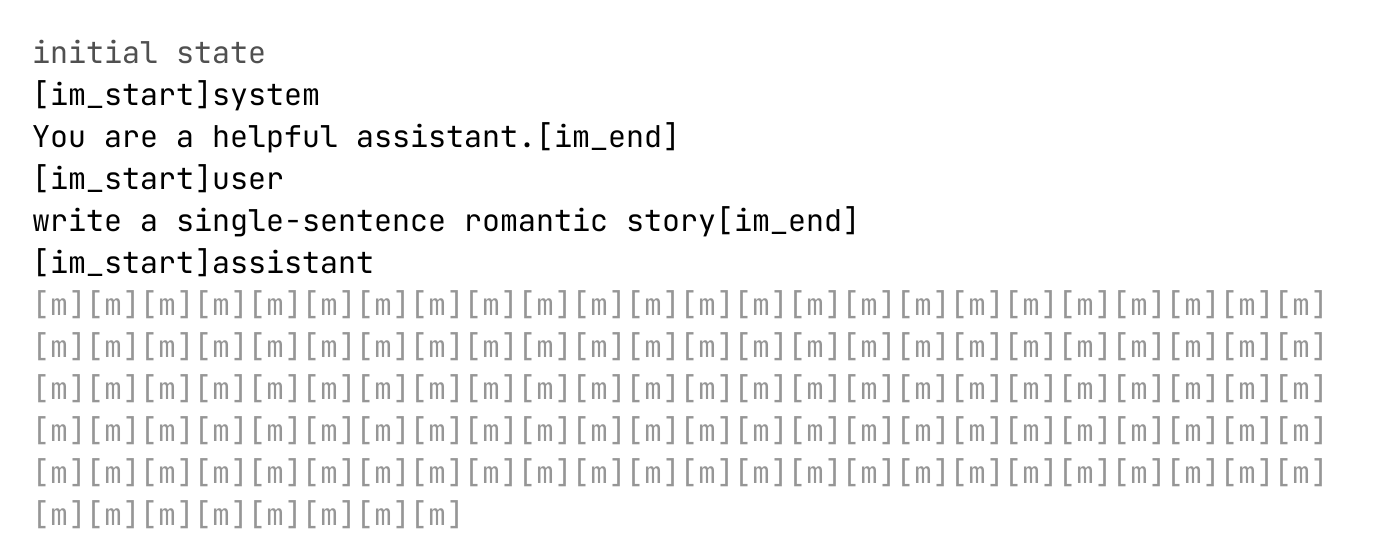 initial state
[im_start]system
You are a helpful assistant.[im_end]
[im_start]user
write a single-sentence romantic story[im_end]
[im_start]assistant
[m][m][m][m][m][m][m][m][m][m][m][m][m][m][m][m][m][m][m][m][m][m][m][m]
[m][m][m][m][m][m][m][m][m][m][m][m][m][m][m][m][m][m][m][m][m][m][m][m]
[m][m][m][m][m][m][m][m][m][m][m][m][m][m][m][m][m][m][m][m][m][m][m][m]
[m][m][m][m][m][m][m][m][m][m][m][m][m][m][m][m][m][m][m][m][m][m][m][m]
[m][m][m][m][m][m][m][m][m][m][m][m][m][m][m][m][m][m][m][m][m][m][m][m]
[m][m][m][m][m][m][m][m]